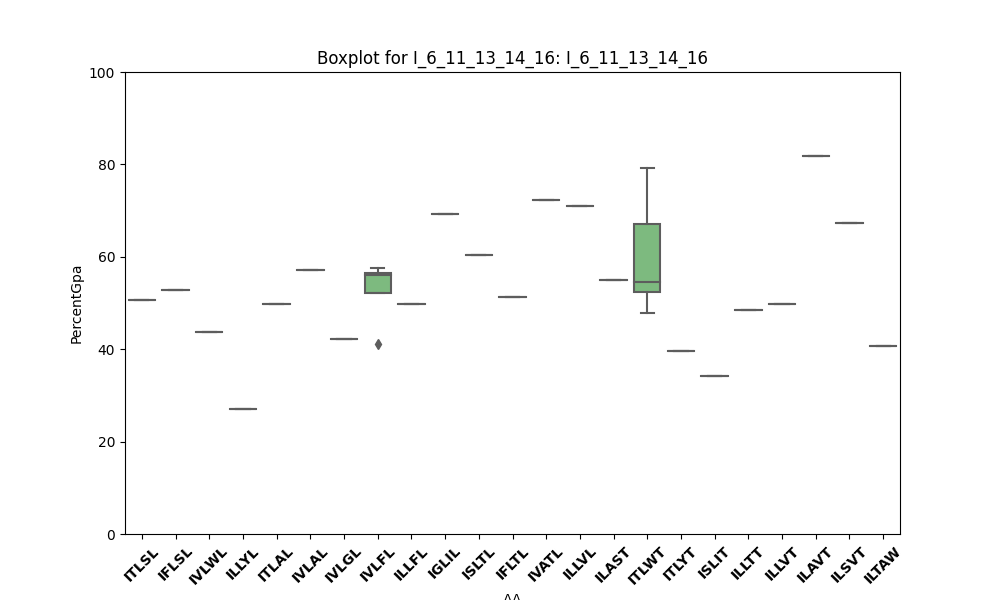 Boxplot for I_6_11_13_14_16: I_6_11_13_14_16
100
80
60
40
20
0
PercentGpa
ITLSL IFLSL IVLWL ILLYL ITLAL IVLAL IVLGL IVLFL ILLFL IGLIL ISLTL IFLTL IVATL ILLVL ILAST ITLWT ITLYT ISLIT ILLTT ILLVT ILAVT ILSVT ILTAW
AA